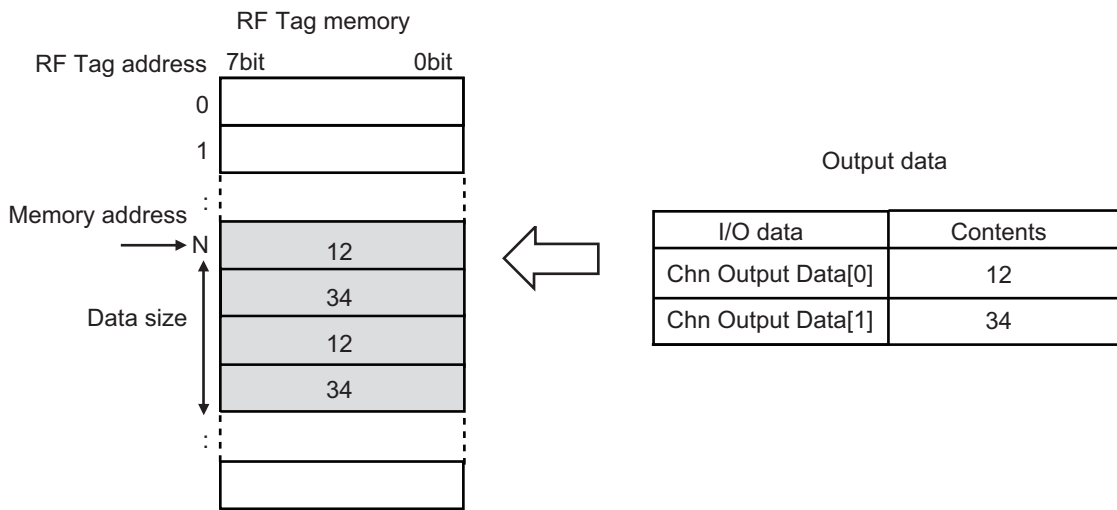 RF Tag memory
RF Tag address 7bit 0bit
0
1
:
Memory address
N 12
34
Data size
12
34
:
Output data
I/O data Contents
Chn Output Data[0] 12
Chn Output Data[1] 34